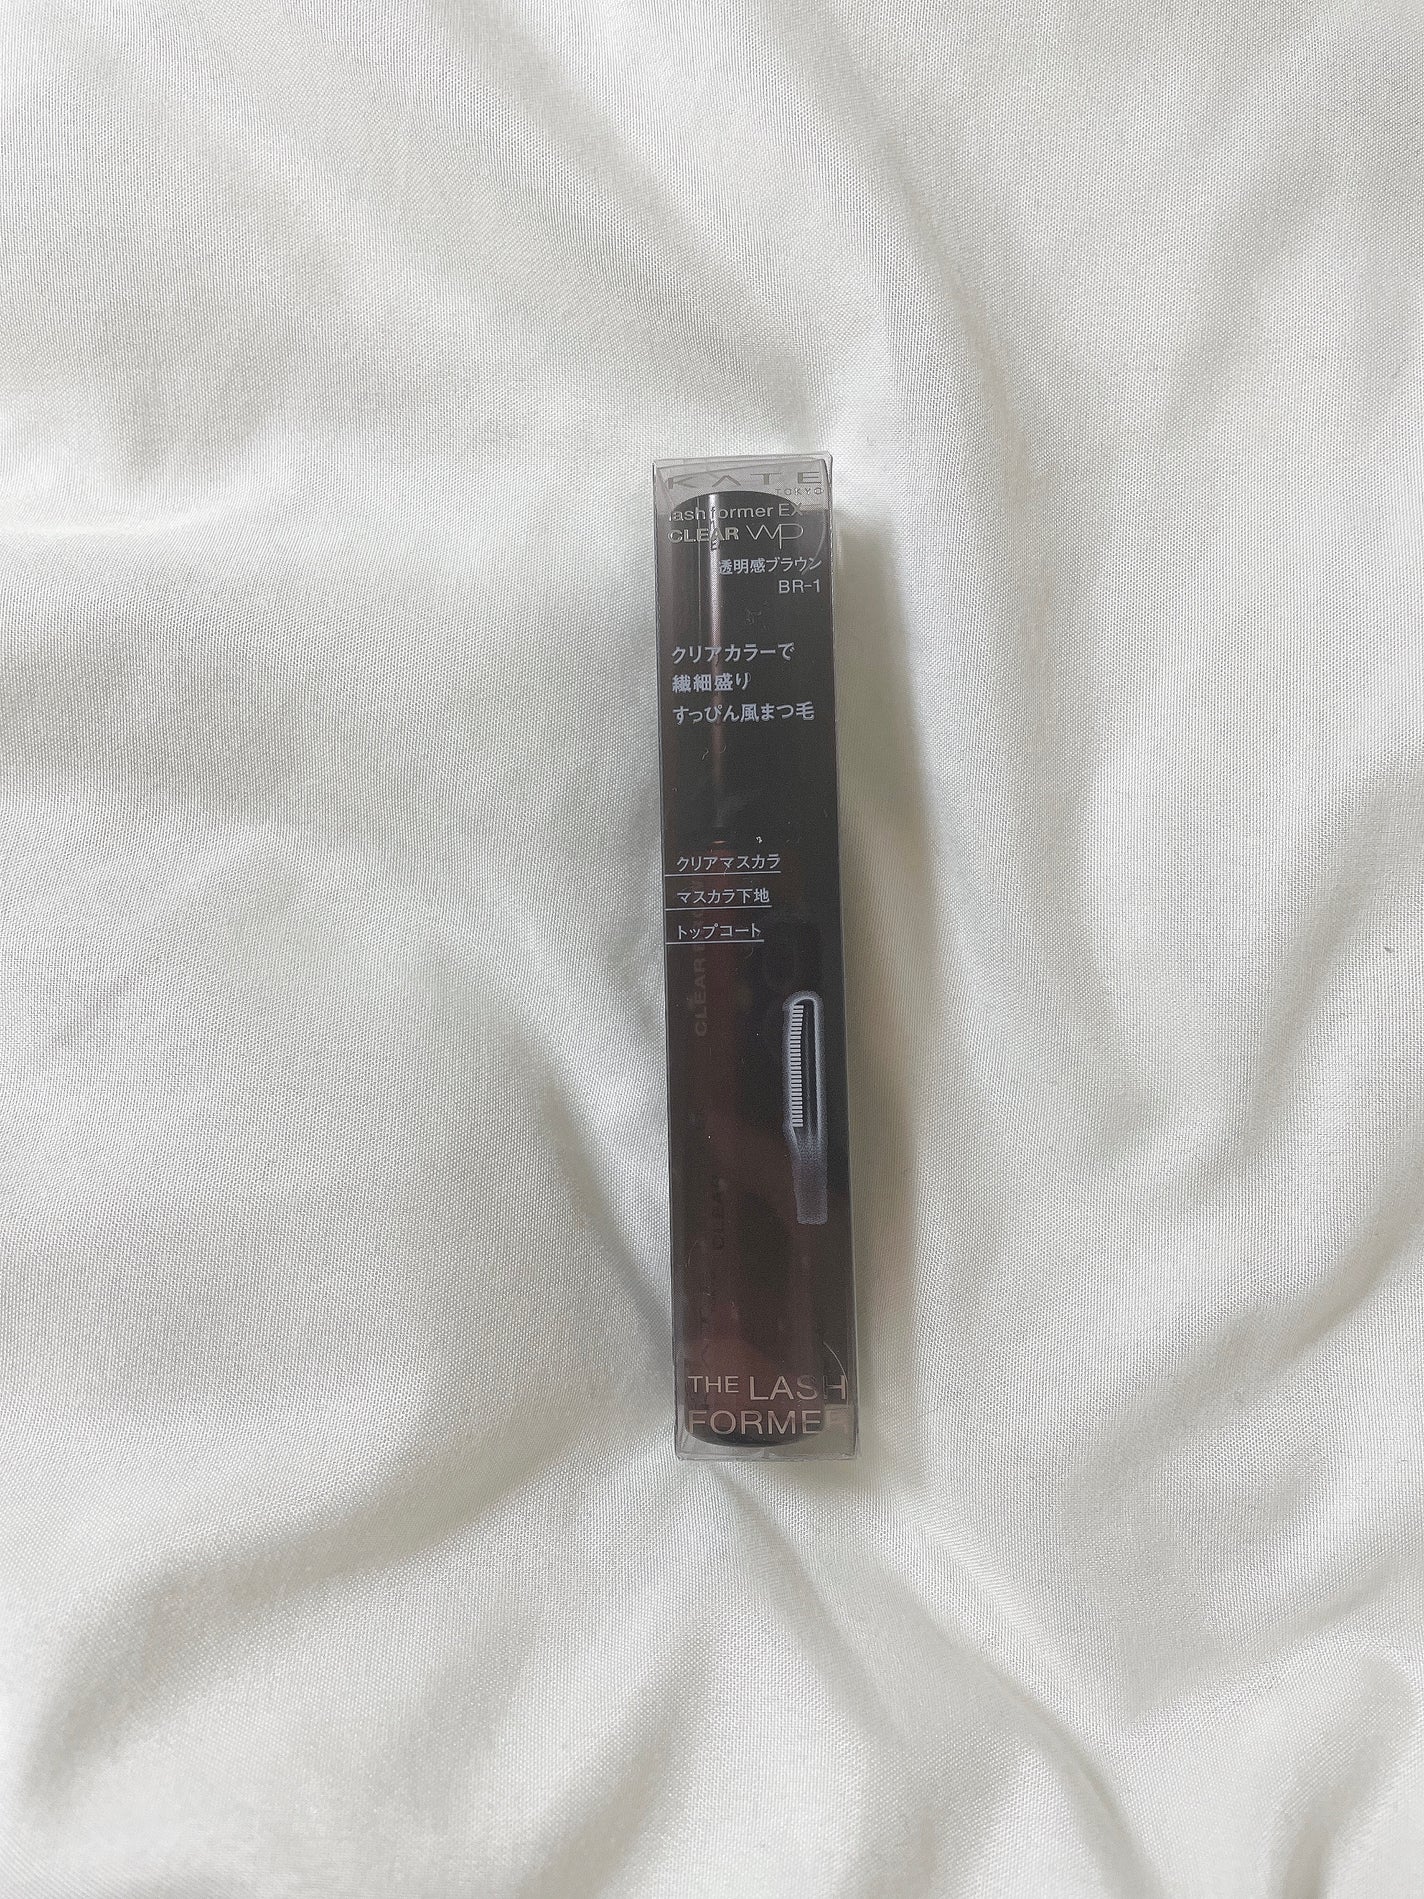 KATE
TOKYO
lash former EX
CLEAR WP
透明感ブラウン
BR-1
クリアカラーで
繊細盛り
すっぴん風まつ毛
クリアマスカラ
マスカラ下地
トップコート
CLEAR
CLEAR
THE LASH
FORMER